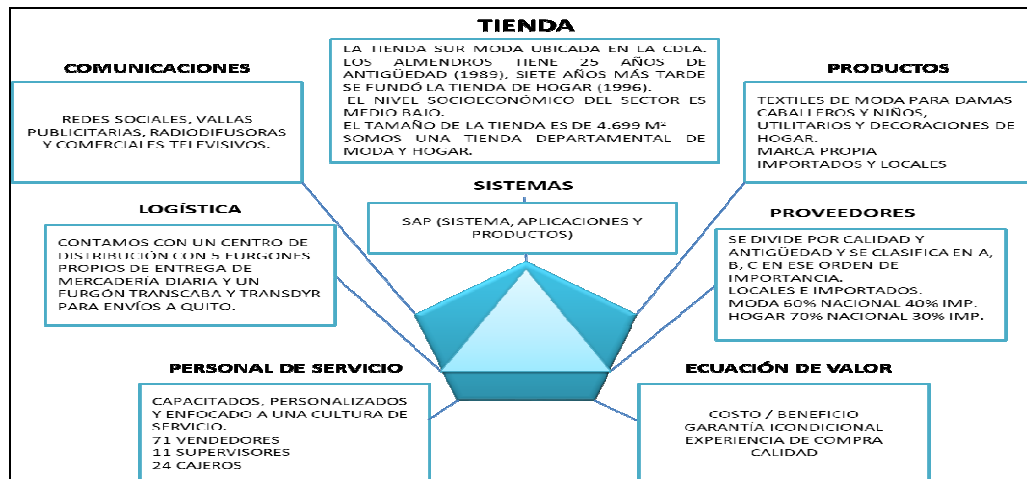 TIENDA
LA TIENDA SUR MODA UBICADA EN LA CDLA.
LOS ALMENDROS TIENE 25 AÑOS DE
ANTIGÜEDAD (1989), SIETE AÑOS MÁS TARDE
SE FUNDÓ LA TIENDA DE HOGAR (1996).
EL NIVEL SOCIOECONÓMICO DEL SECTOR ES
MEDIO BAJO.
EL TAMAÑO DE LA TIENDA ES DE 4.699 M²
SOMOS UNA TIENDA DEPARTAMENTAL DE
MODA Y HOGAR.
COMUNICACIONES
REDES SOCIALES, VALLAS
PUBLICITARIAS, RADIODIFUSORAS
Y COMERCIALES TELEVISIVOS.
PRODUCTOS
TEXTILES DE MODA PARA DAMAS
CABALLEROS Y NIÑOS,
UTILITARIOS Y DECORACIONES DE
HOGAR.
MARCA PROPIA
IMPORTADOS Y LOCALES
SISTEMAS
SAP (SISTEMA, APLICACIONES Y
PRODUCTOS)
LOGÍSTICA
CONTAMOS CON UN CENTRO DE
DISTRIBUCIÓN CON 5 FURGONES
PROPIOS DE ENTREGA DE
MERCADERÍA DIARIA Y UN
FURGÓN TRANSCABA Y TRANSDYR
PARA ENVÍOS A QUITO.
PROVEEDORES
SE DIVIDE POR CALIDAD Y
ANTIGÜEDAD Y SE CLASIFICA EN A,
B, C EN ESE ORDEN DE
IMPORTANCIA.
LOCALES E IMPORTADOS.
MODA 60% NACIONAL 40% IMP.
HOGAR 70% NACIONAL 30% IMP.
PERSONAL DE SERVICIO
CAPACITADOS, PERSONALIZADOS
Y ENFOCADO A UNA CULTURA DE
SERVICIO.
71 VENDEDORES
11 SUPERVISORES
24 CAJEROS
ECUACIÓN DE VALOR
COSTO / BENEFICIO
GARANTÍA ICONDICIONAL
EXPERIENCIA DE COMPRA
CALIDAD